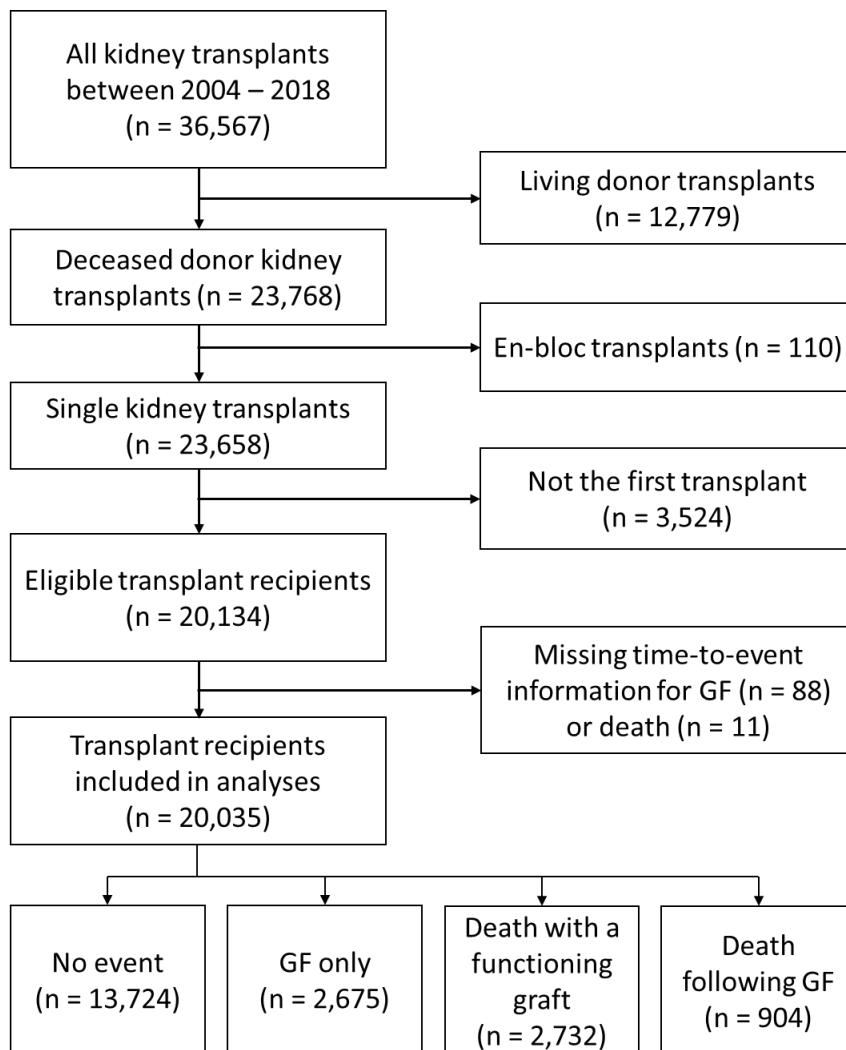 All kidney transplants
between 2004 – 2018
(n = 36,567)
Living donor transplants
(n = 12,779)
Deceased donor kidney
transplants (n = 23,768)
En-bloc transplants (n = 110)
Single kidney transplants
(n = 23,658)
Not the first transplant
(n = 3,524)
Eligible transplant recipients
(n = 20,134)
Missing time-to-event
information for GF (n = 88)
or death (n = 11)
Transplant recipients
included in analyses
(n = 20,035)
No event
(n = 13,724)
GF only
(n = 2,675)
Death with a
functioning
graft
(n = 2,732)
Death
following GF
(n = 904)